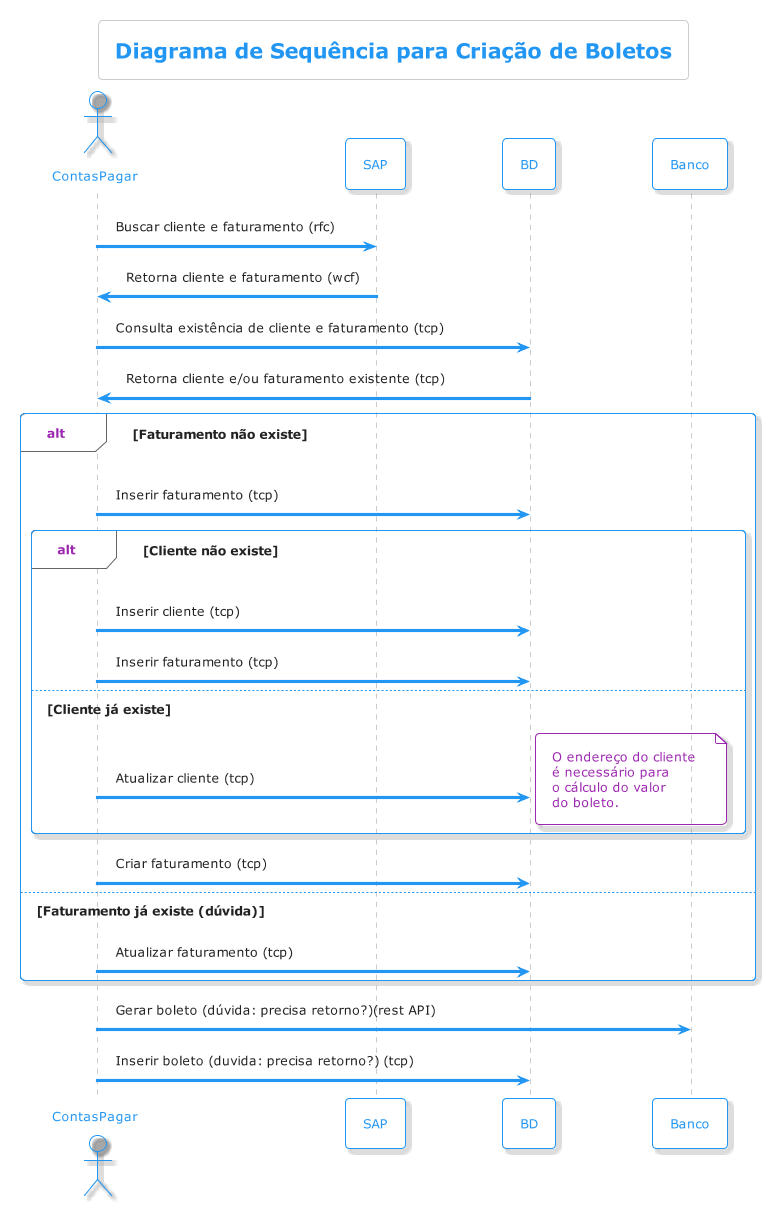 Diagrama de Sequência para Criação de Boletos
ContasPagar
SAP
BD
Banco
Buscar cliente e faturamento (rfc)
Retorna cliente e faturamento (wcf)
Consulta existência de cliente e faturamento (tcp)
Retorna cliente e/ou faturamento existente (tcp)
alt
[Faturamento não existe]
Inserir faturamento (tcp)
alt
[Cliente não existe]
Inserir cliente (tcp)
Inserir faturamento (tcp)
[Cliente já existe]
O endereço do cliente
é necessário para
o cálculo do valor
do boleto.
Atualizar cliente (tcp)
Criar faturamento (tcp)
[Faturamento já existe (dúvida)]
Atualizar faturamento (tcp)
Gerar boleto (dúvida: precisa retorno?)(rest API)
Inserir boleto (duvida: precisa retorno?) (tcp)
ContasPagar
SAP
BD
Banco